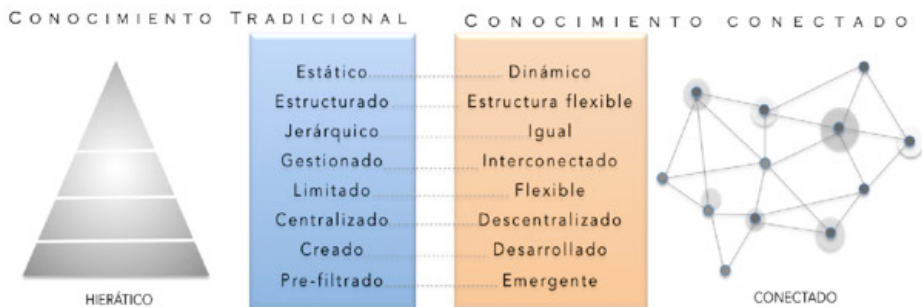 CONOCIMIENTO TRADICIONAL
CONOCIMIENTO CONECTADO
Estático Dinámico
Estructurado Estructura flexible
Jerárquico Igual
Gestionado Interconectado
Limitado Flexible
Centralizado Descentralizado
Creado Desarrollado
Pre-filtrado Emergente
HIERÁTICO
CONECTADO